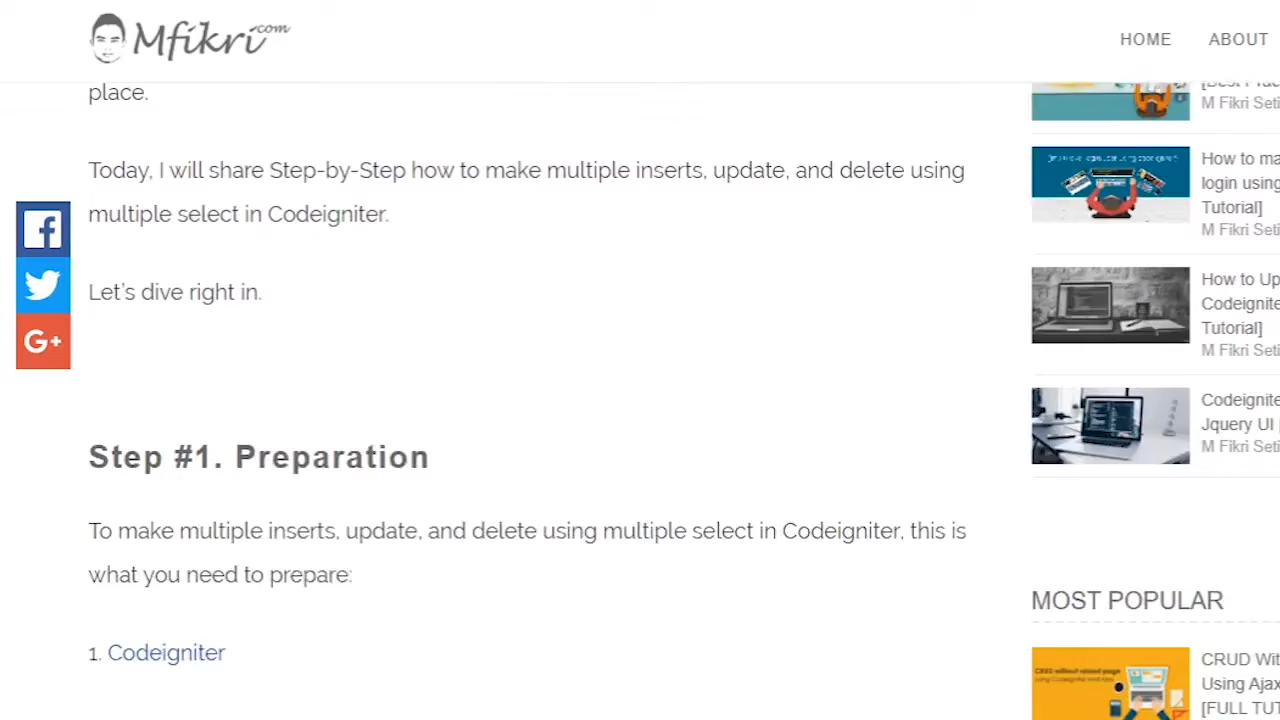 Mfikri.com
HOME
ABOUT
place.
Today, I will share Step-by-Step how to make multiple inserts, update, and delete using
multiple select in Codeigniter.
Let's dive right in.
Step #1. Preparation
To make multiple inserts, update, and delete using multiple select in Codeigniter, this is
what you need to prepare:
1. Codeigniter
M Fikri Seti
How to ma
login using
Tutorial]
M Fikri Seti
How to Up
Codeignite
Tutorial]
M Fikri Seti
Codeignite
Jquery UI
M Fikri Seti
MOST POPULAR
CRUD Wit
Using Ajax
[FULL TUT